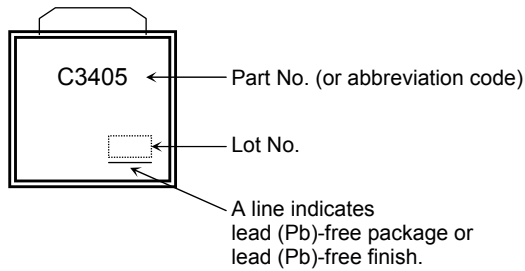 C3405
Part No. (or abbreviation code)
Lot No.
A line indicates
lead (Pb)-free package or
lead (Pb)-free finish.